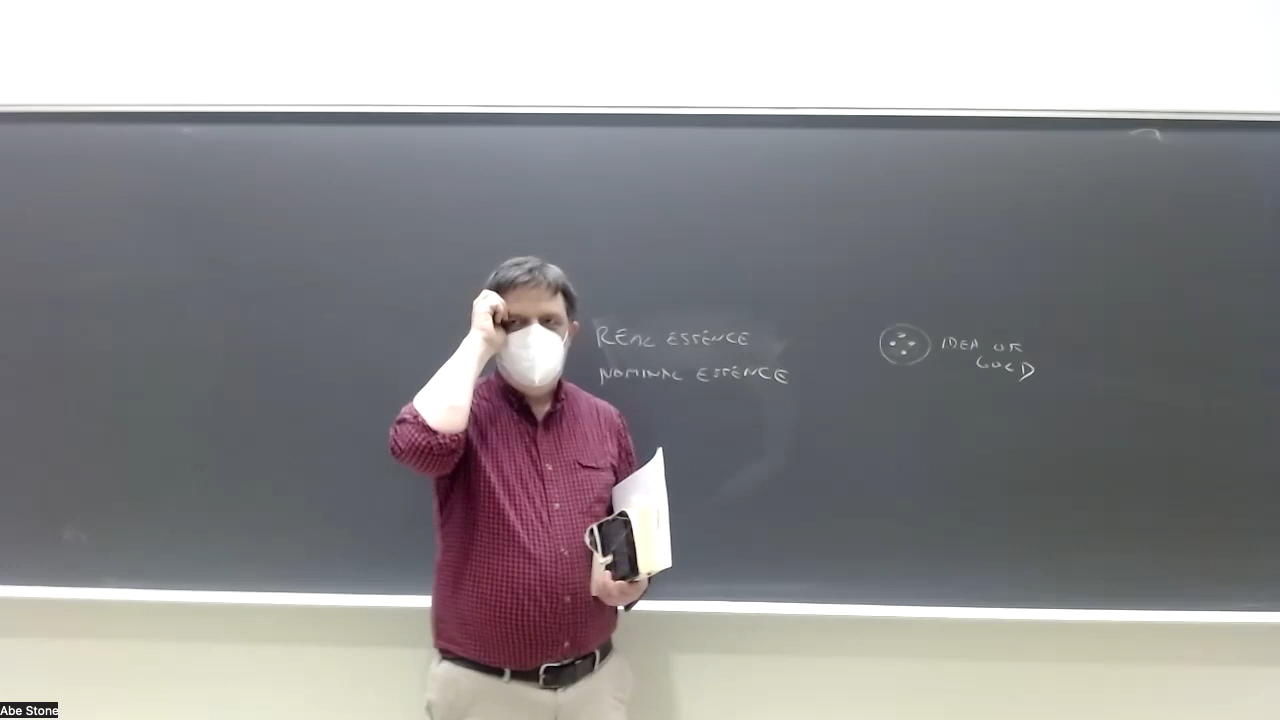 REAL ESSENCE
NOMINAL ESSENCE
IDEA OF
GOLD
Abe Stone